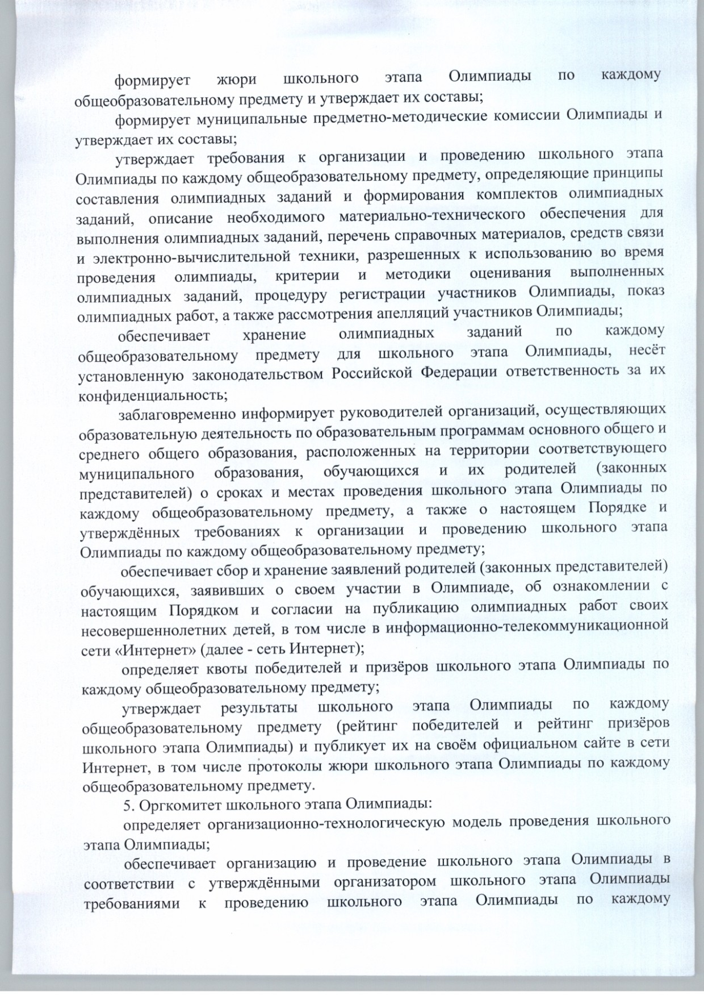 формирует жюри школьного этапа Олимпиады по каждому
общеобразовательному предмету и утверждает их составы;
формирует муниципальные предметно-методические комиссии Олимпиады и
утверждает их составы;
утверждает требования к организации и проведению школьного этапа
Олимпиады по каждому общеобразовательному предмету, определяющие принципы
составления олимпиадных заданий и формирования комплектов олимпиадных
заданий, описание необходимого материально-технического обеспечения для
выполнения олимпиадных заданий, перечень справочных материалов, средств связи
и электронно-вычислительной техники, разрешенных к использованию во время
проведения олимпиады, критерии и методики оценивания выполненных
олимпиадных заданий, процедуру регистрации участников Олимпиады, показ
олимпиадных работ, а также рассмотрения апелляций участников Олимпиады;
обеспечивает хранение олимпиадных заданий по каждому
общеобразовательному предмету для школьного этапа Олимпиады, несёт
установленную законодательством Российской Федерации ответственность за их
конфиденциальность;
заблаговременно информирует руководителей организаций, осуществляющих
образовательную деятельность по образовательным программам основного общего и
среднего общего образования, расположенных на территории соответствующего
муниципального образования, обучающихся и их родителей (законных
представителей) о сроках и местах проведения школьного этапа Олимпиады по
каждому общеобразовательному предмету, а также о настоящем Порядке и
утверждённых требованиях к организации и проведению школьного этапа
Олимпиады по каждому общеобразовательному предмету;
обеспечивает сбор и хранение заявлений родителей (законных представителей)
обучающихся, заявивших о своем участии в Олимпиаде, об ознакомлении с
настоящим Порядком и согласии на публикацию олимпиадных работ своих
несовершеннолетних детей, в том числе в информационно-телекоммуникационной
сети «Интернет» (далее - сеть Интернет);
определяет квоты победителей и призёров школьного этапа Олимпиады по
каждому общеобразовательному предмету;
утверждает результаты школьного этапа Олимпиады по каждому
общеобразовательному предмету (рейтинг победителей и рейтинг призёров
школьного этапа Олимпиады) и публикует их на своём официальном сайте в сети
Интернет, в том числе протоколы жюри школьного этапа Олимпиады по каждому
общеобразовательному предмету.
5. Оргкомитет школьного этапа Олимпиады:
определяет организационно-технологическую модель проведения школьного
этапа Олимпиады;
обеспечивает организацию и проведение школьного этапа Олимпиады в
соответствии с утверждёнными организатором школьного этапа Олимпиады
требованиями к проведению школьного этапа Олимпиады по каждому